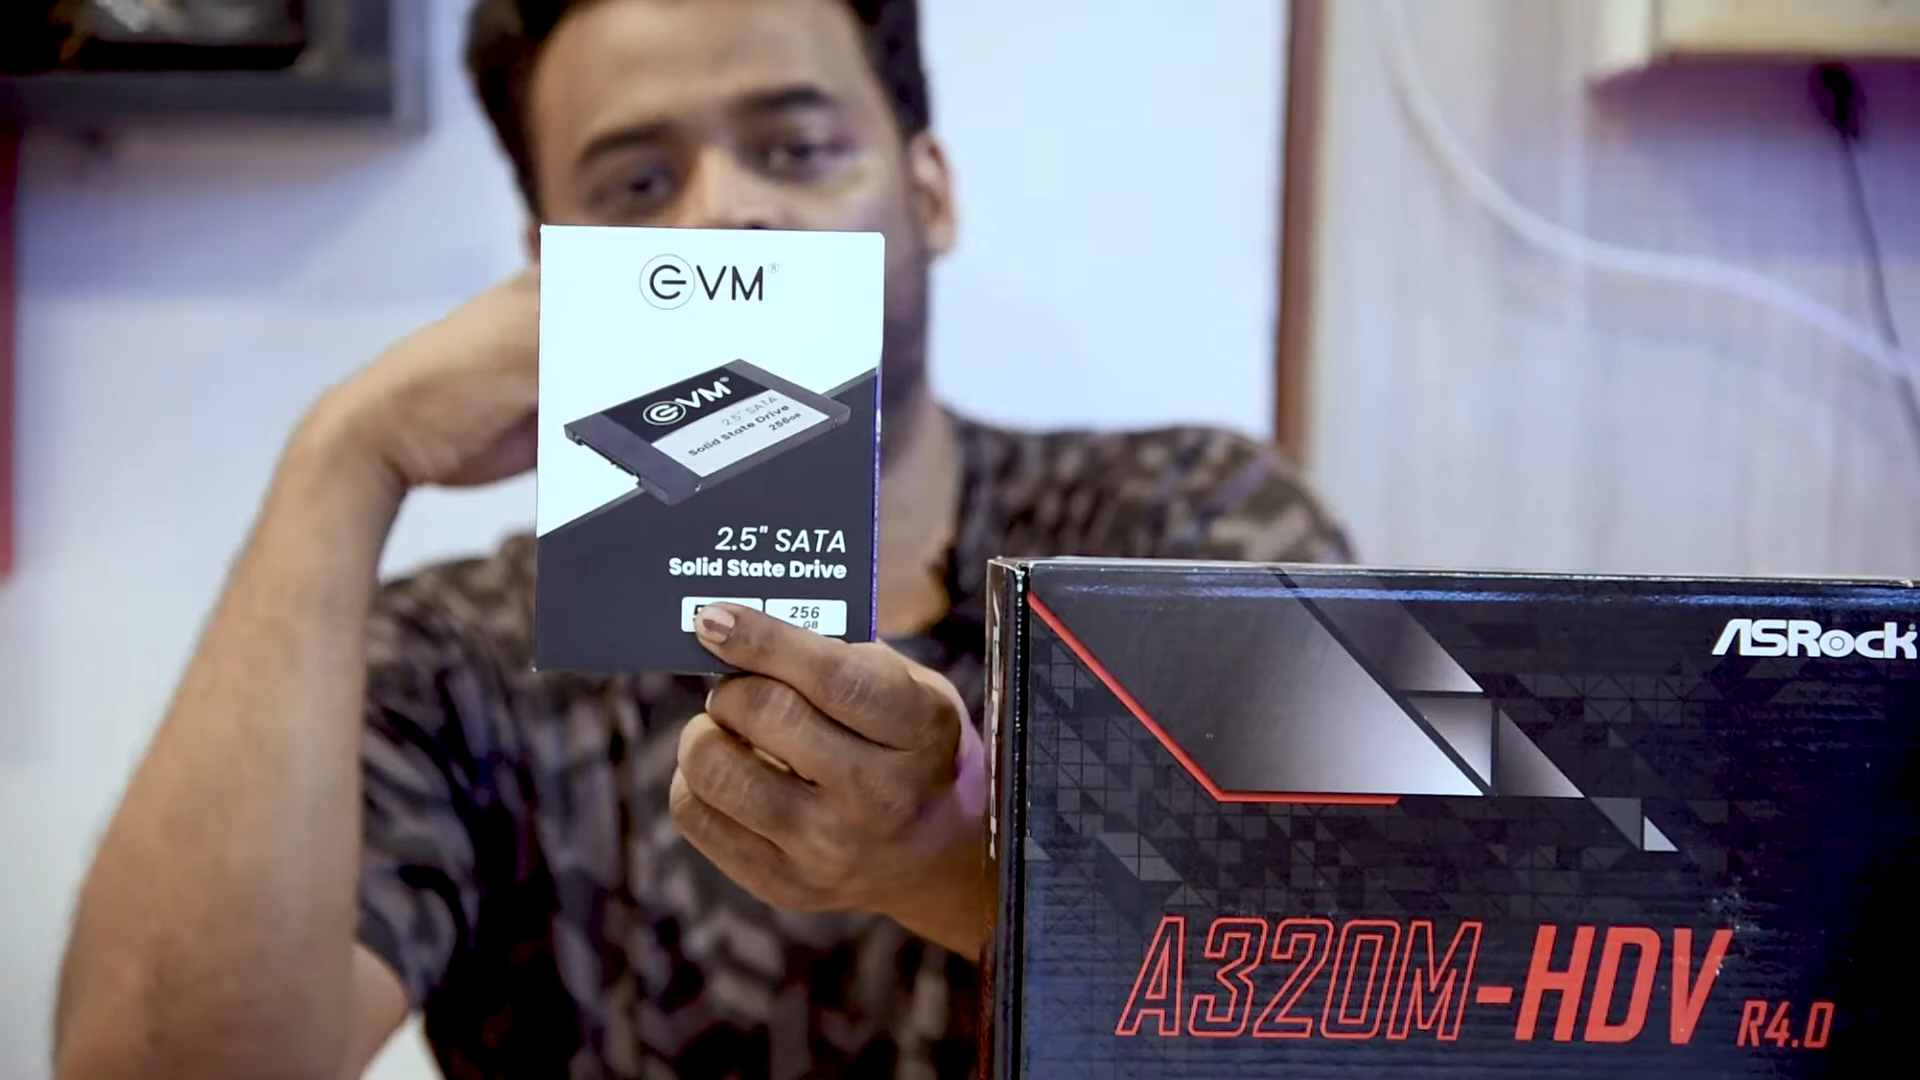 EVM®
EVM®
2.5" SATA
Solid State Drive
256GB
2.5" SATA
Solid State Drive
256
GB
ASRock
A320M-HDV R4.0